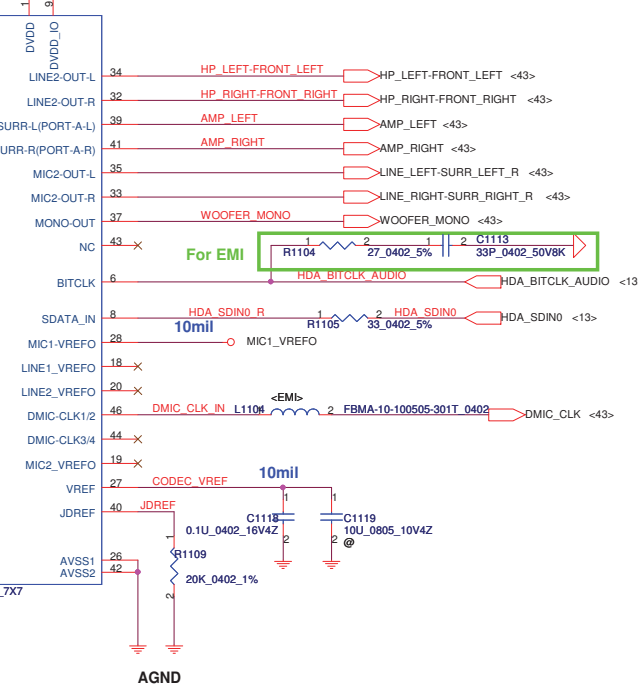 1
9
DVDD
DVDD_IO
LINE2-OUT-L 34 HP_LEFT-FRONT_LEFT HP_LEFT-FRONT_LEFT <43>
LINE2-OUT-R 32 HP_RIGHT-FRONT_RIGHT HP_RIGHT-FRONT_RIGHT <43>
SURR-L(PORT-A-L) 39 AMP_LEFT AMP_LEFT <43>
URR-R(PORT-A-R) 41 AMP_RIGHT AMP_RIGHT <43>
MIC2-OUT-L 35 LINE_LEFT-SURR_LEFT_R <43>
MIC2-OUT-R 33 LINE_RIGHT-SURR_RIGHT_R <43>
MONO-OUT 37 WOOFER_MONO WOOFER_MONO <43>
NC 43 1 2 1 2 C1113
For EMI R1104 27_0402_5% 33P_0402_50V8K
BITCLK 6 HDA_BITCLK_AUDIO HDA_BITCLK_AUDIO <13
SDATA_IN 8 HDA_SDIN0_R 1 2 HDA_SDIN0 HDA_SDIN0 <13>
10mil R1105 33_0402_5%
MIC1-VREFO 28 MIC1_VREFO
LINE1_VREFO 18
LINE2_VREFO 20
<EMI>
DMIC-CLK1/2 46 DMIC_CLK_IN L1104 2 FBMA-10-100505-301T_0402 DMIC_CLK <43>
DMIC-CLK3/4 44
MIC2_VREFO 19
10mil
VREF 27 CODEC_VREF
1 1
JDREF 40 JDREF
C1118 C1119
0.1U_0402_16V4Z 10U_0805_10V4Z
2 2 @
1
R1109
AVSS1 26
AVSS2 42
20K_0402_1%
_7X7
2
AGND